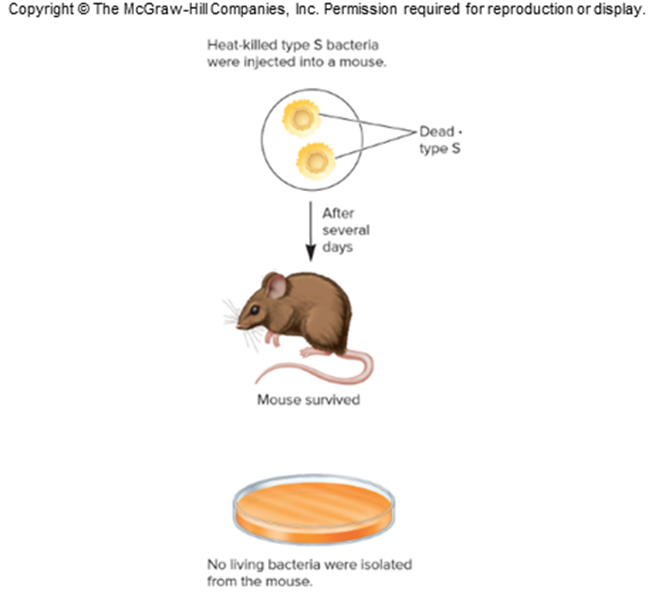 Copyright © The McGraw-Hill Companies, Inc. Permission required for reproduction or display.
Heat-killed type S bacteria
were injected into a mouse.
Dead
type S
After
several
days
Mouse survived
No living bacteria were isolated
from the mouse.